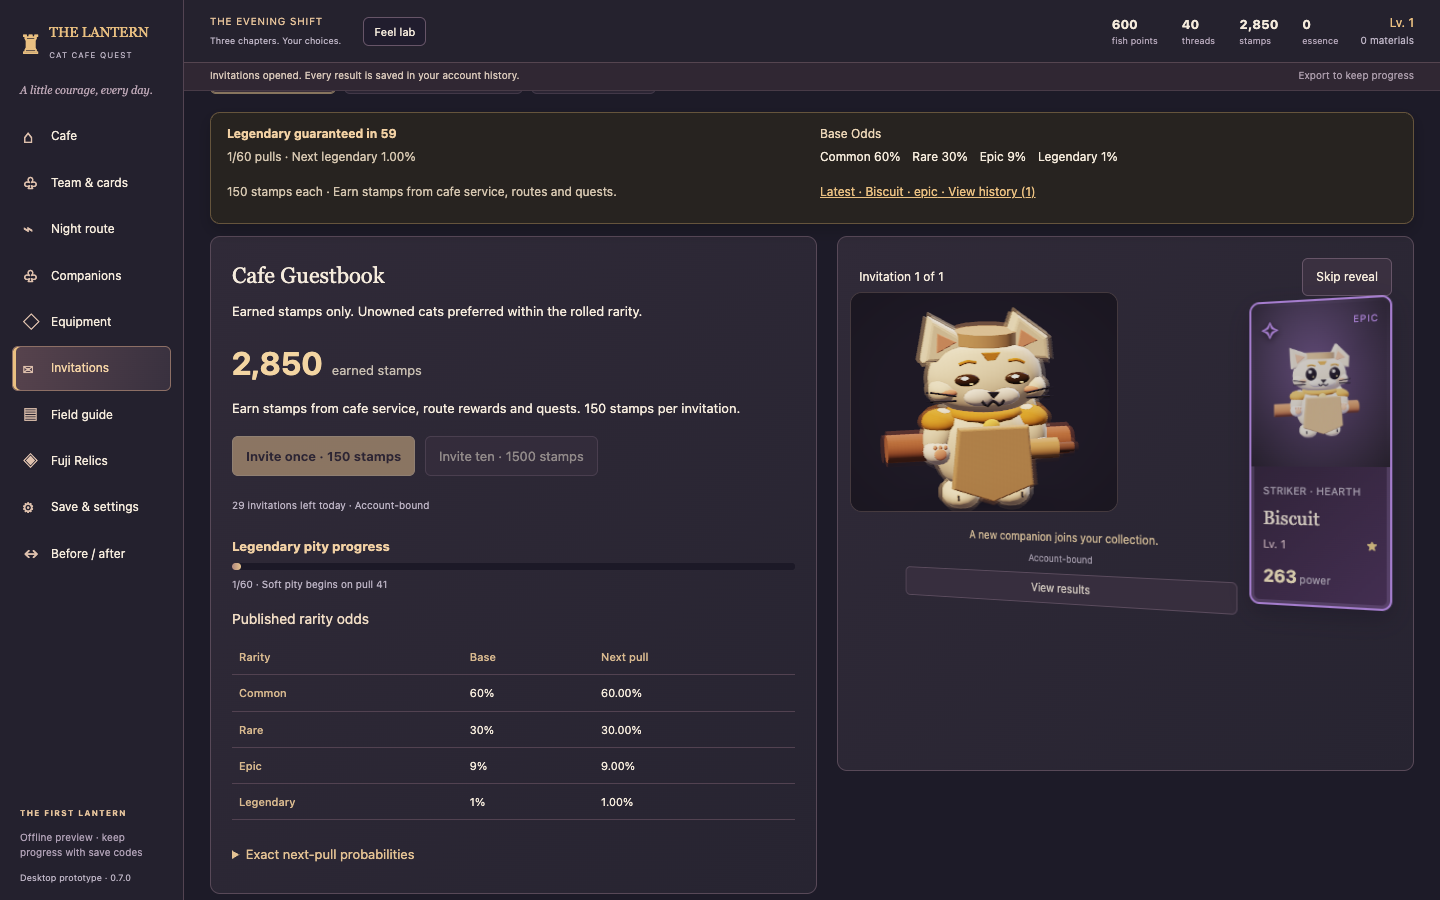 THE LANTERN
CAT CAFE QUEST
A little courage, every day.
Cafe
Team & cards
Night route
Companions
Equipment
Invitations
Field guide
Fuji Relics
Save & settings
Before / after
THE FIRST LANTERN
Offline preview · keep
progress with save codes
Desktop prototype · 0.7.0
THE EVENING SHIFT
Three chapters. Your choices.
Feel lab
600
fish points
40
threads
2,850
stamps
0
essence
Lv. 1
0 materials
Invitations opened. Every result is saved in your account history.
Export to keep progress
Legendary guaranteed in 59
1/60 pulls · Next legendary 1.00%
150 stamps each · Earn stamps from cafe service, routes and quests.
Base Odds
Common 60% Rare 30% Epic 9% Legendary 1%
Latest · Biscuit · epic · View history (1)
Cafe Guestbook
Earned stamps only. Unowned cats preferred within the rolled rarity.
2,850 earned stamps
Earn stamps from cafe service, route rewards and quests. 150 stamps per invitation.
Invite once · 150 stamps
Invite ten · 1500 stamps
29 invitations left today · Account-bound
Legendary pity progress
1/60 · Soft pity begins on pull 41
Published rarity odds
Rarity Base Next pull
Common 60% 60.00%
Rare 30% 30.00%
Epic 9% 9.00%
Legendary 1% 1.00%
Exact next-pull probabilities
Invitation 1 of 1
Skip reveal
A new companion joins your collection.
Account-bound
View results
EPIC
STRIKER · HEARTH
Biscuit
Lv. 1
263 power